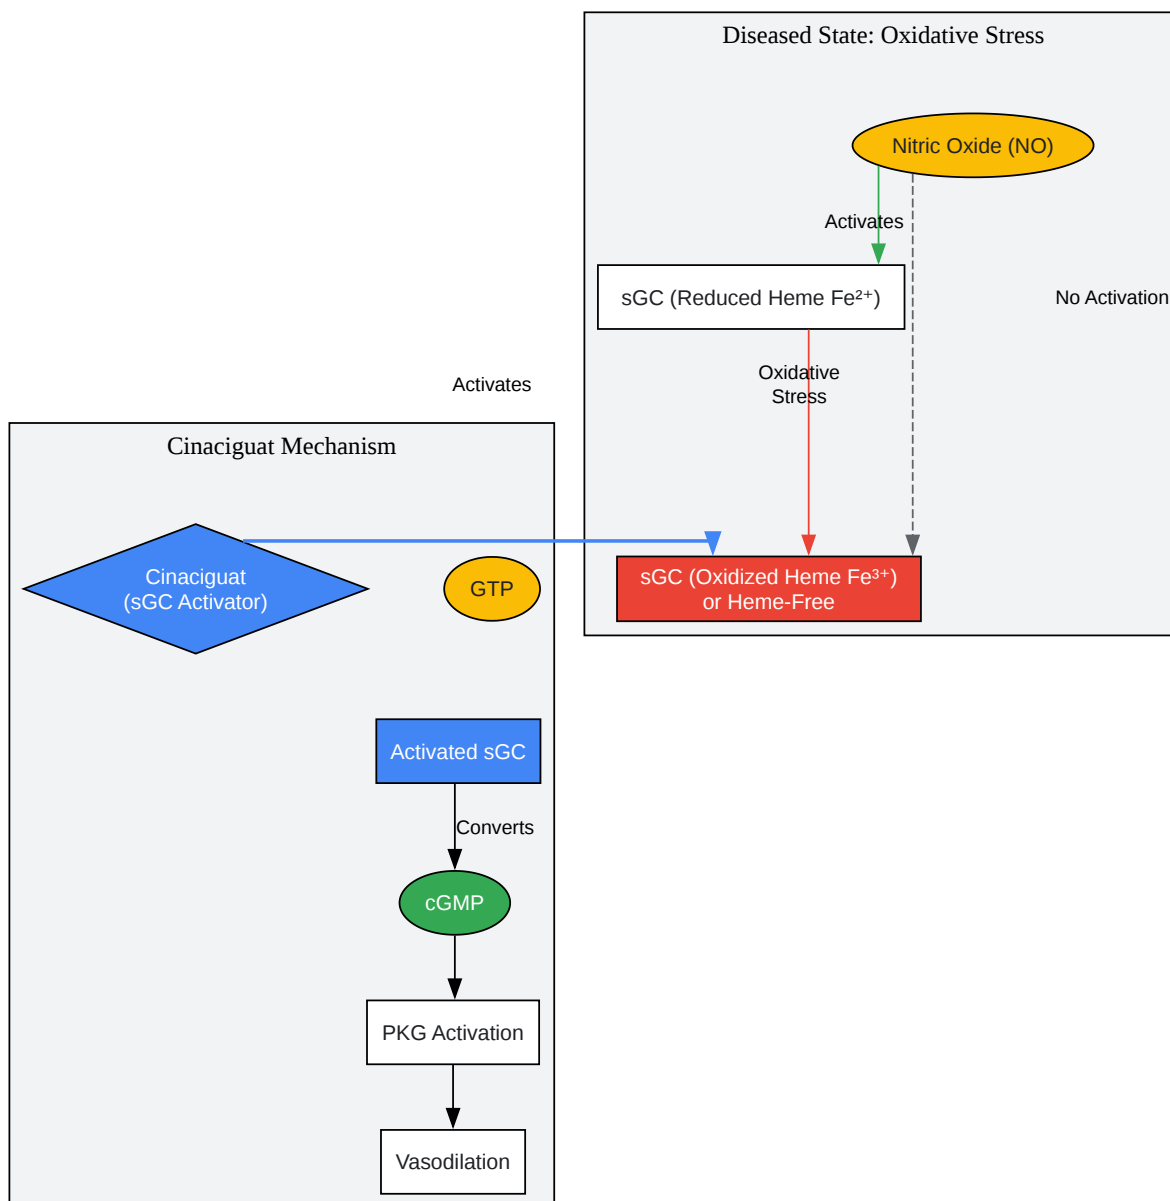 Diseased State: Oxidative Stress
Nitric Oxide (NO)
Activates
sGC (Reduced Heme Fe²⁺)
No Activation
Oxidative
Stress
Activates
Cinaciguat Mechanism
Cinaciguat
(sGC Activator)
GTP
sGC (Oxidized Heme Fe³⁺)
or Heme-Free
Activated sGC
Converts
cGMP
PKG Activation
Vasodilation